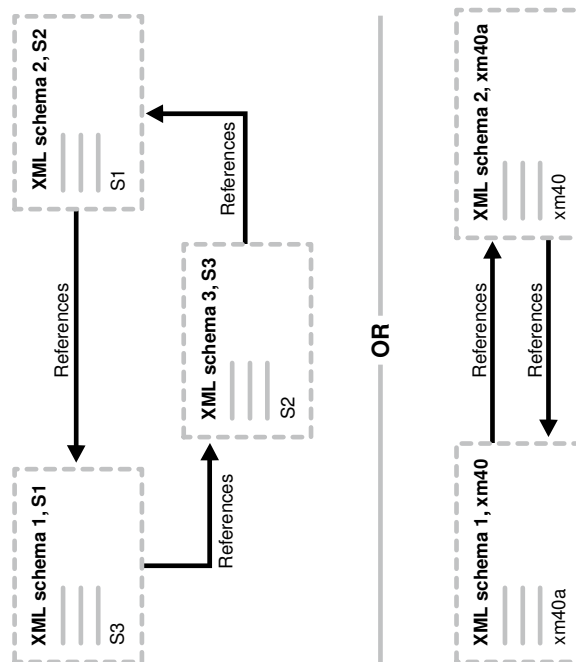 XML schema 1, S1
S3
References
XML schema 2, S2
S1
References
XML schema 3, S3
S2
References
OR
XML schema 1, xm40
xm40a
References
References
XML schema 2, xm40a
xm40